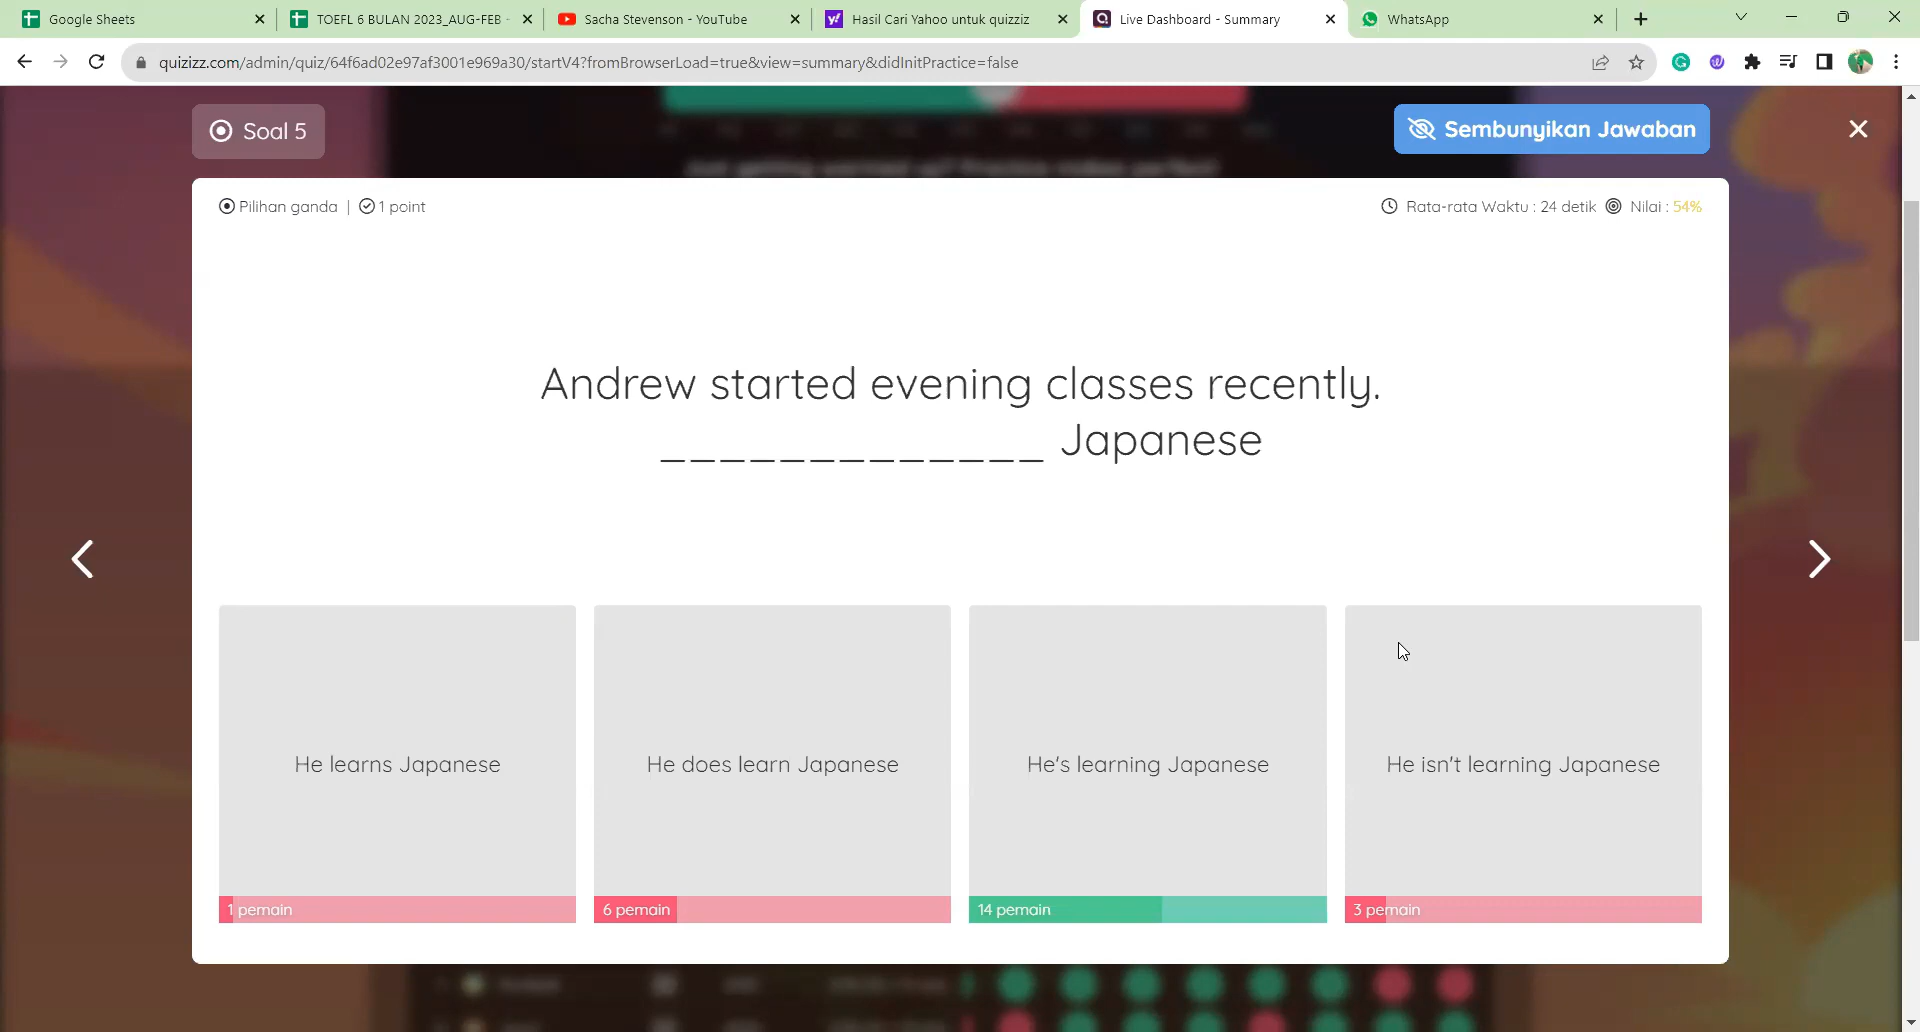 Google Sheets
TOEFL 6 BULAN 2023_AUG-FEB -
Sacha Stevenson - YouTube
Hasil Cari Yahoo untuk quizziz
Live Dashboard - Summary
WhatsApp
quizizz.com/admin/quiz/64f6ad02e97af3001e969a30/startV4?fromBrowserLoad=true&view=summary&didInitPractice=false
Soal 5
Sembunyikan Jawaban
Pilihan ganda | 1 point
Rata-rata Waktu : 24 detik Nilai : 54%
Andrew started evening classes recently.
_____________ Japanese
He learns Japanese
He does learn Japanese
He's learning Japanese
He isn't learning Japanese
1 pemain
6 pemain
14 pemain
3 pemain